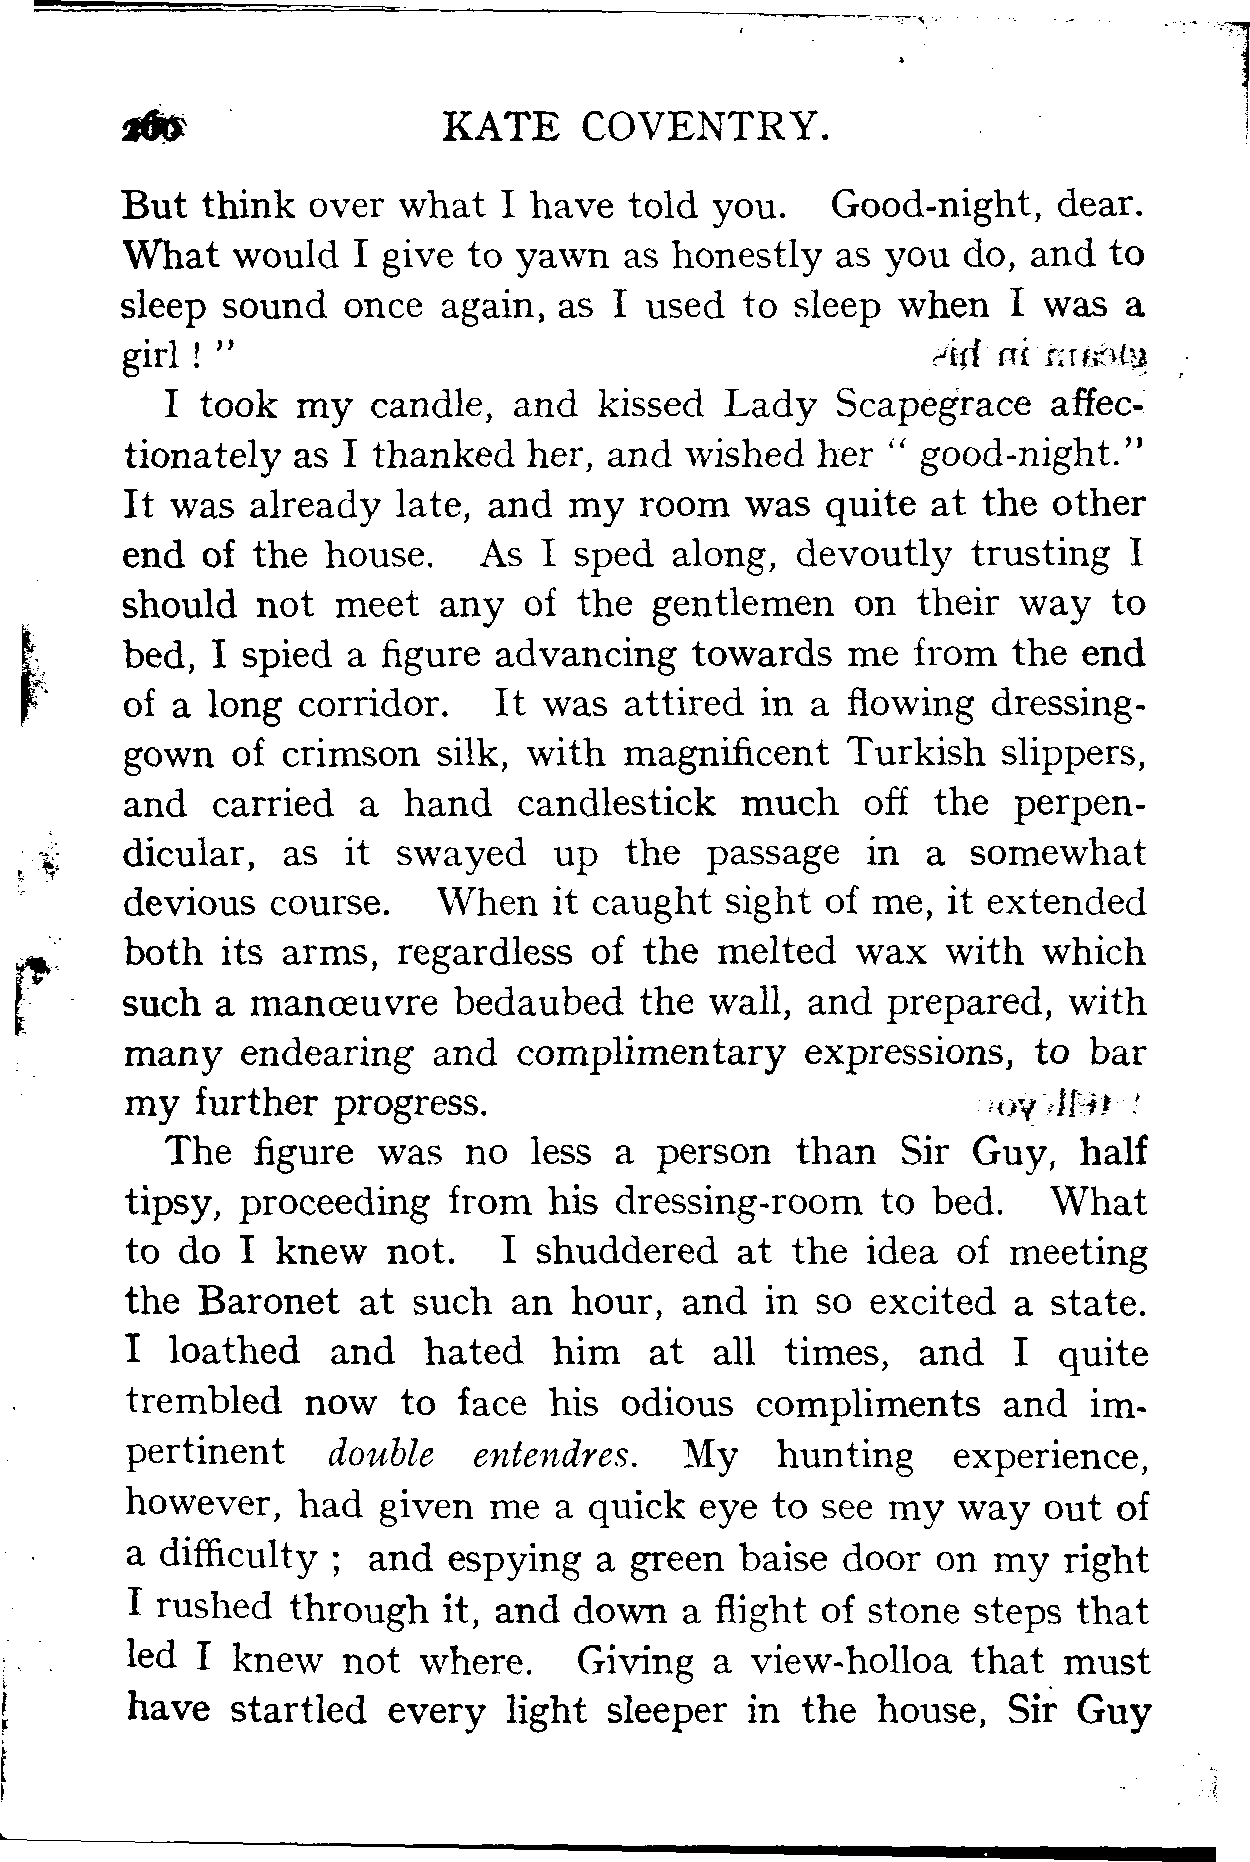 260 KATE COVENTRY.
But think over what I have told you. Good-night, dear.
What would I give to yawn as honestly as you do, and to
sleep sound once again, as I used to sleep when I was a
girl ! ”
I took my candle, and kissed Lady Scapegrace affec-
tionately as I thanked her, and wished her “ good-night.”
It was already late, and my room was quite at the other
end of the house. As I sped along, devoutly trusting I
should not meet any of the gentlemen on their way to
bed, I spied a figure advancing towards me from the end
of a long corridor. It was attired in a flowing dressing-
gown of crimson silk, with magnificent Turkish slippers,
and carried a hand candlestick much off the perpen-
dicular, as it swayed up the passage in a somewhat
devious course. When it caught sight of me, it extended
both its arms, regardless of the melted wax with which
such a manœuvre bedaubed the wall, and prepared, with
many endearing and complimentary expressions, to bar
my further progress.
The figure was no less a person than Sir Guy, half
tipsy, proceeding from his dressing-room to bed. What
to do I knew not. I shuddered at the idea of meeting
the Baronet at such an hour, and in so excited a state.
I loathed and hated him at all times, and I quite
trembled now to face his odious compliments and im-
pertinent double entendres. My hunting experience,
however, had given me a quick eye to see my way out of
a difficulty ; and espying a green baise door on my right
I rushed through it, and down a flight of stone steps that
led I knew not where. Giving a view-holloa that must
have startled every light sleeper in the house, Sir Guy